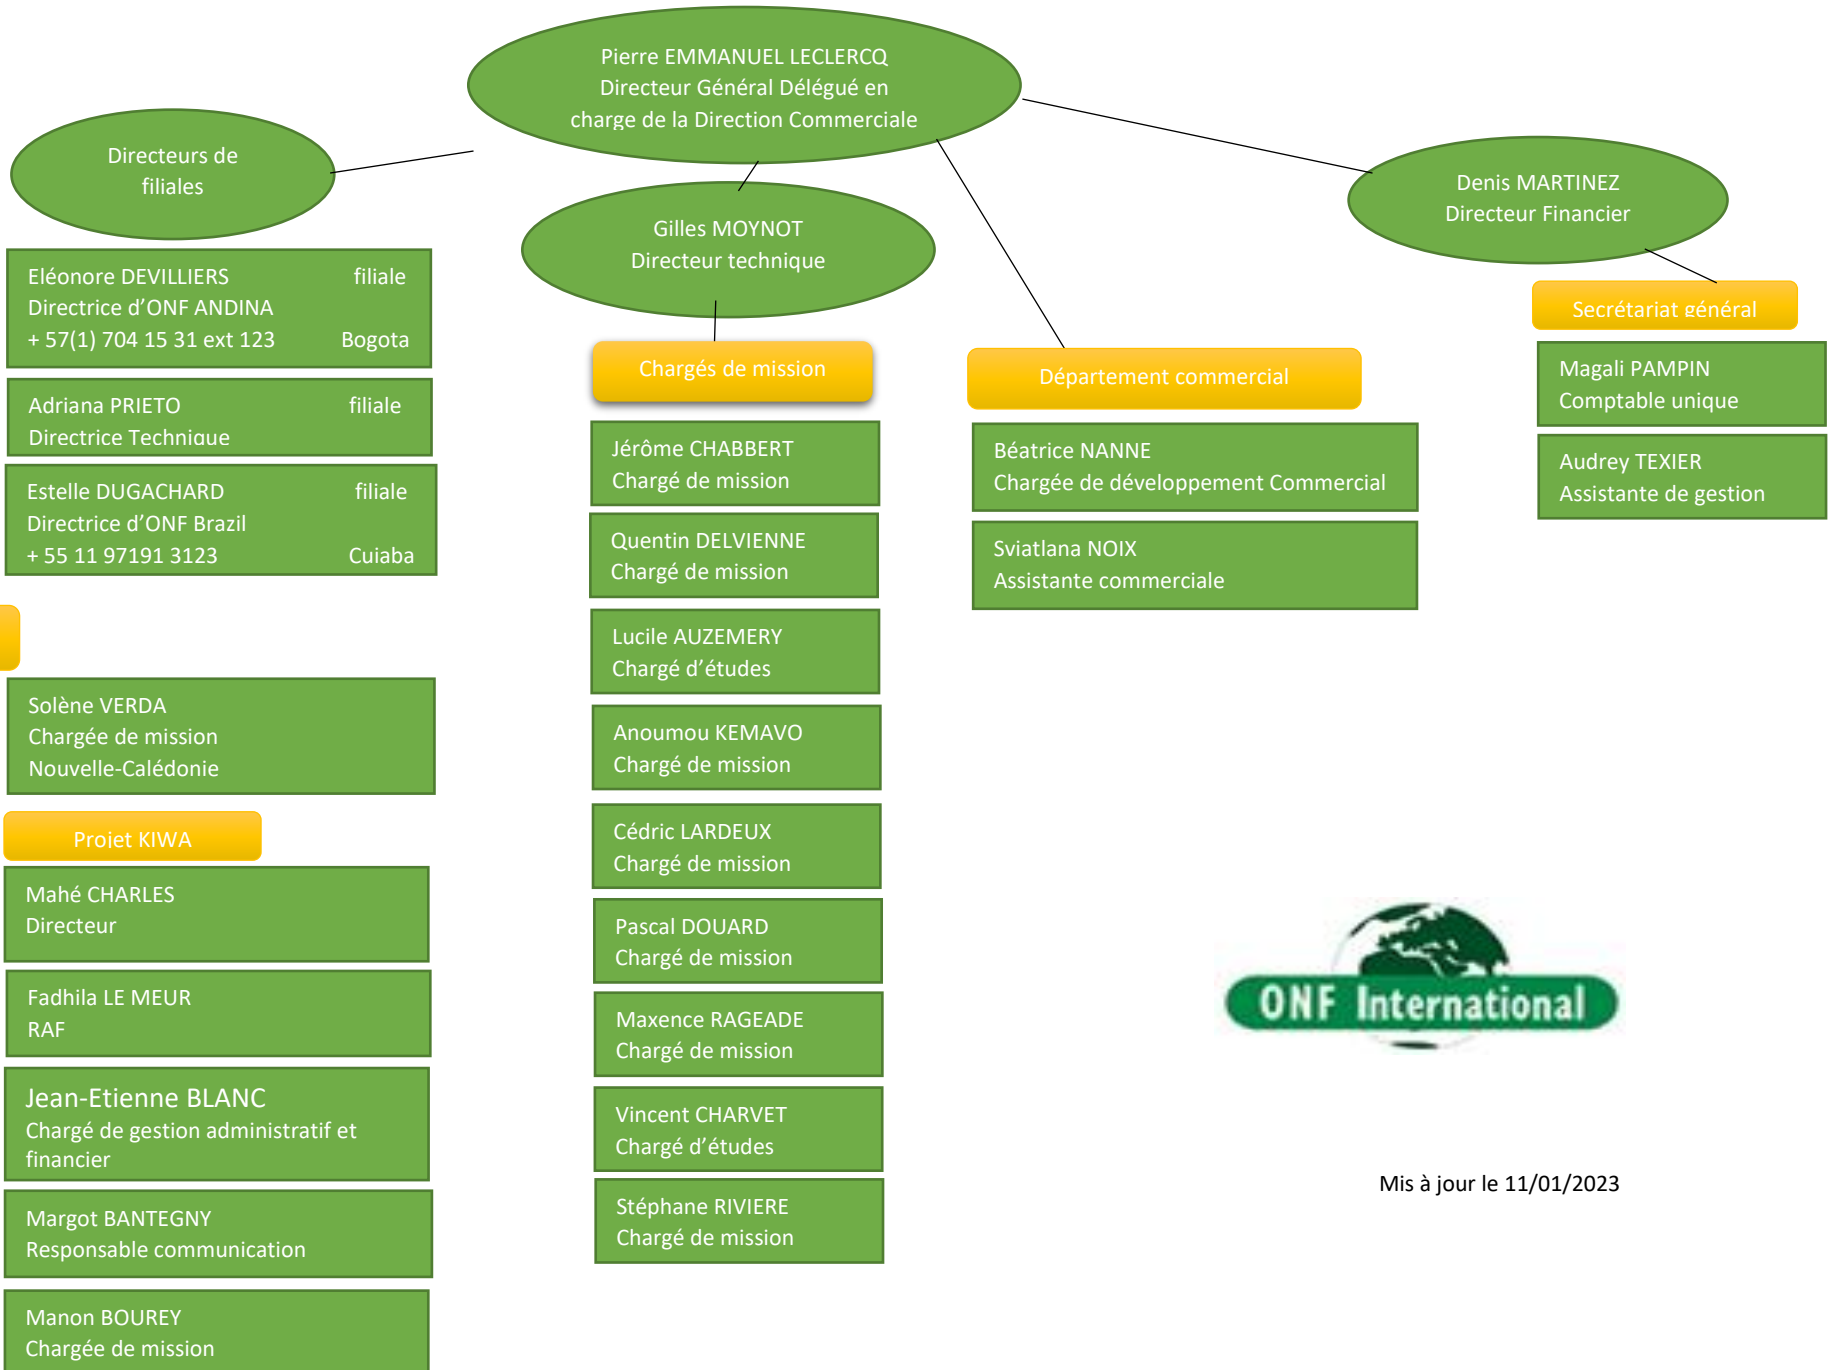 Pierre EMMANUEL LECLERCQ
Directeur Général Délégué en
charge de la Direction Commerciale
Directeurs de
filiales
Gilles MOYNOT
Directeur technique
Denis MARTINEZ
Directeur Financier
Eléonore DEVILLIERS filiale
Directrice d'ONF ANDINA
+ 57(1) 704 15 31 ext 123 Bogota
Adriana PRIETO filiale
Directrice Technique
Estelle DUGACHARD filiale
Directrice d'ONF Brazil
+ 55 11 97191 3123 Cuiaba
Solène VERDA
Chargée de mission
Nouvelle-Calédonie
Projet KIWA
Mahé CHARLES
Directeur
Fadhila LE MEUR
RAF
Jean-Etienne BLANC
Chargé de gestion administratif et
financier
Margot BANTEGNY
Responsable communication
Manon BOUREY
Chargée de mission
Chargés de mission
Jérôme CHABBERT
Chargé de mission
Quentin DELVIENNE
Chargé de mission
Lucile AUZEMERY
Chargé d'études
Anoumou KEMAVO
Chargé de mission
Cédric LARDEUX
Chargé de mission
Pascal DOUARD
Chargé de mission
Maxence RAGEADE
Chargé de mission
Vincent CHARVET
Chargé d'études
Stéphane RIVIERE
Chargé de mission
Département commercial
Béatrice NANNE
Chargée de développement Commercial
Sviatlana NOIX
Assistante commerciale
Secrétariat général
Magali PAMPIN
Comptable unique
Audrey TEXIER
Assistante de gestion
ONF International
Mis à jour le 11/01/2023